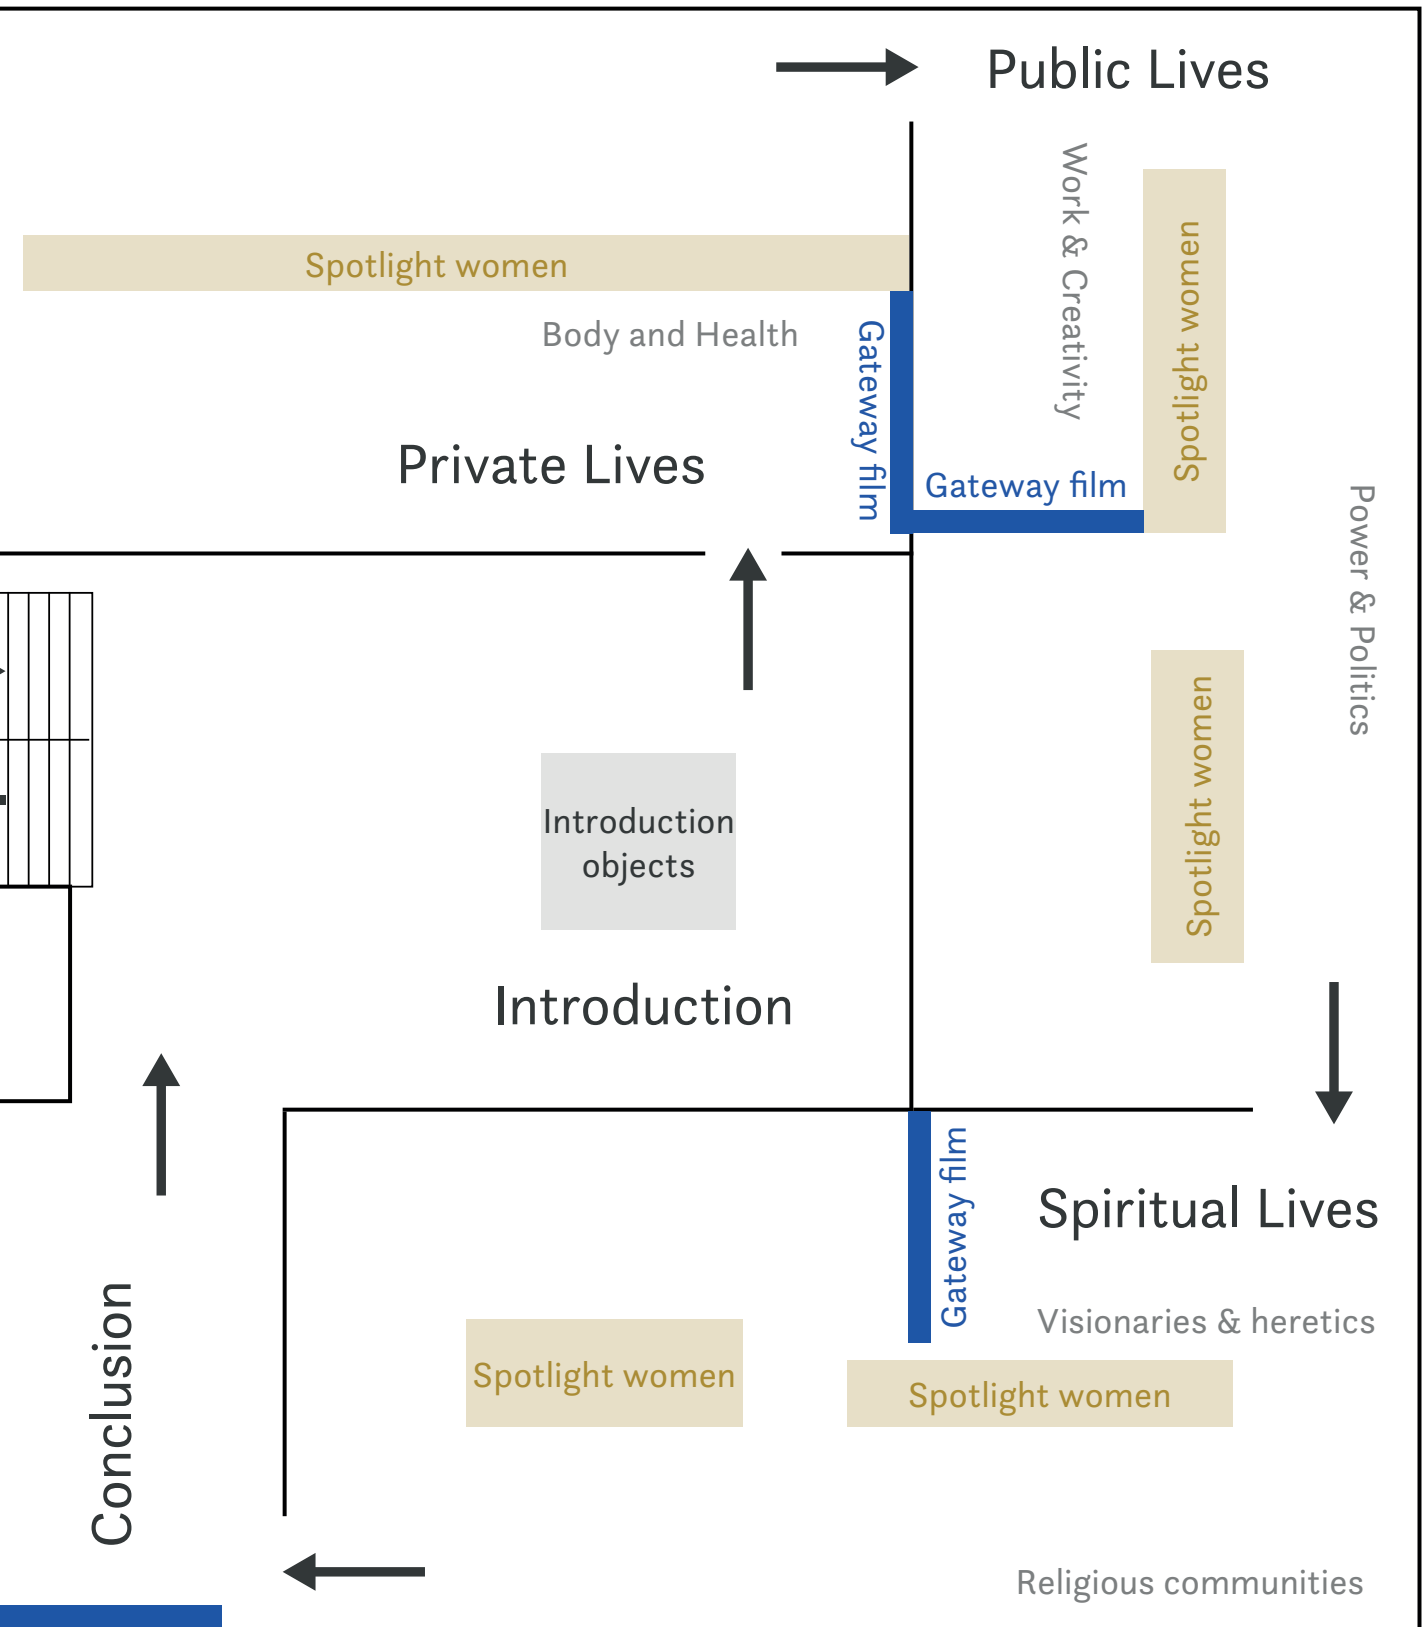 Public Lives
Work & Creativity
Spotlight women
Spotlight women
Body and Health
Gateway film
Private Lives
Gateway film
Power & Politics
Spotlight women
Introduction
objects
Introduction
Gateway film
Spiritual Lives
Visionaries & heretics
Spotlight women
Spotlight women
Conclusion
Religious communities